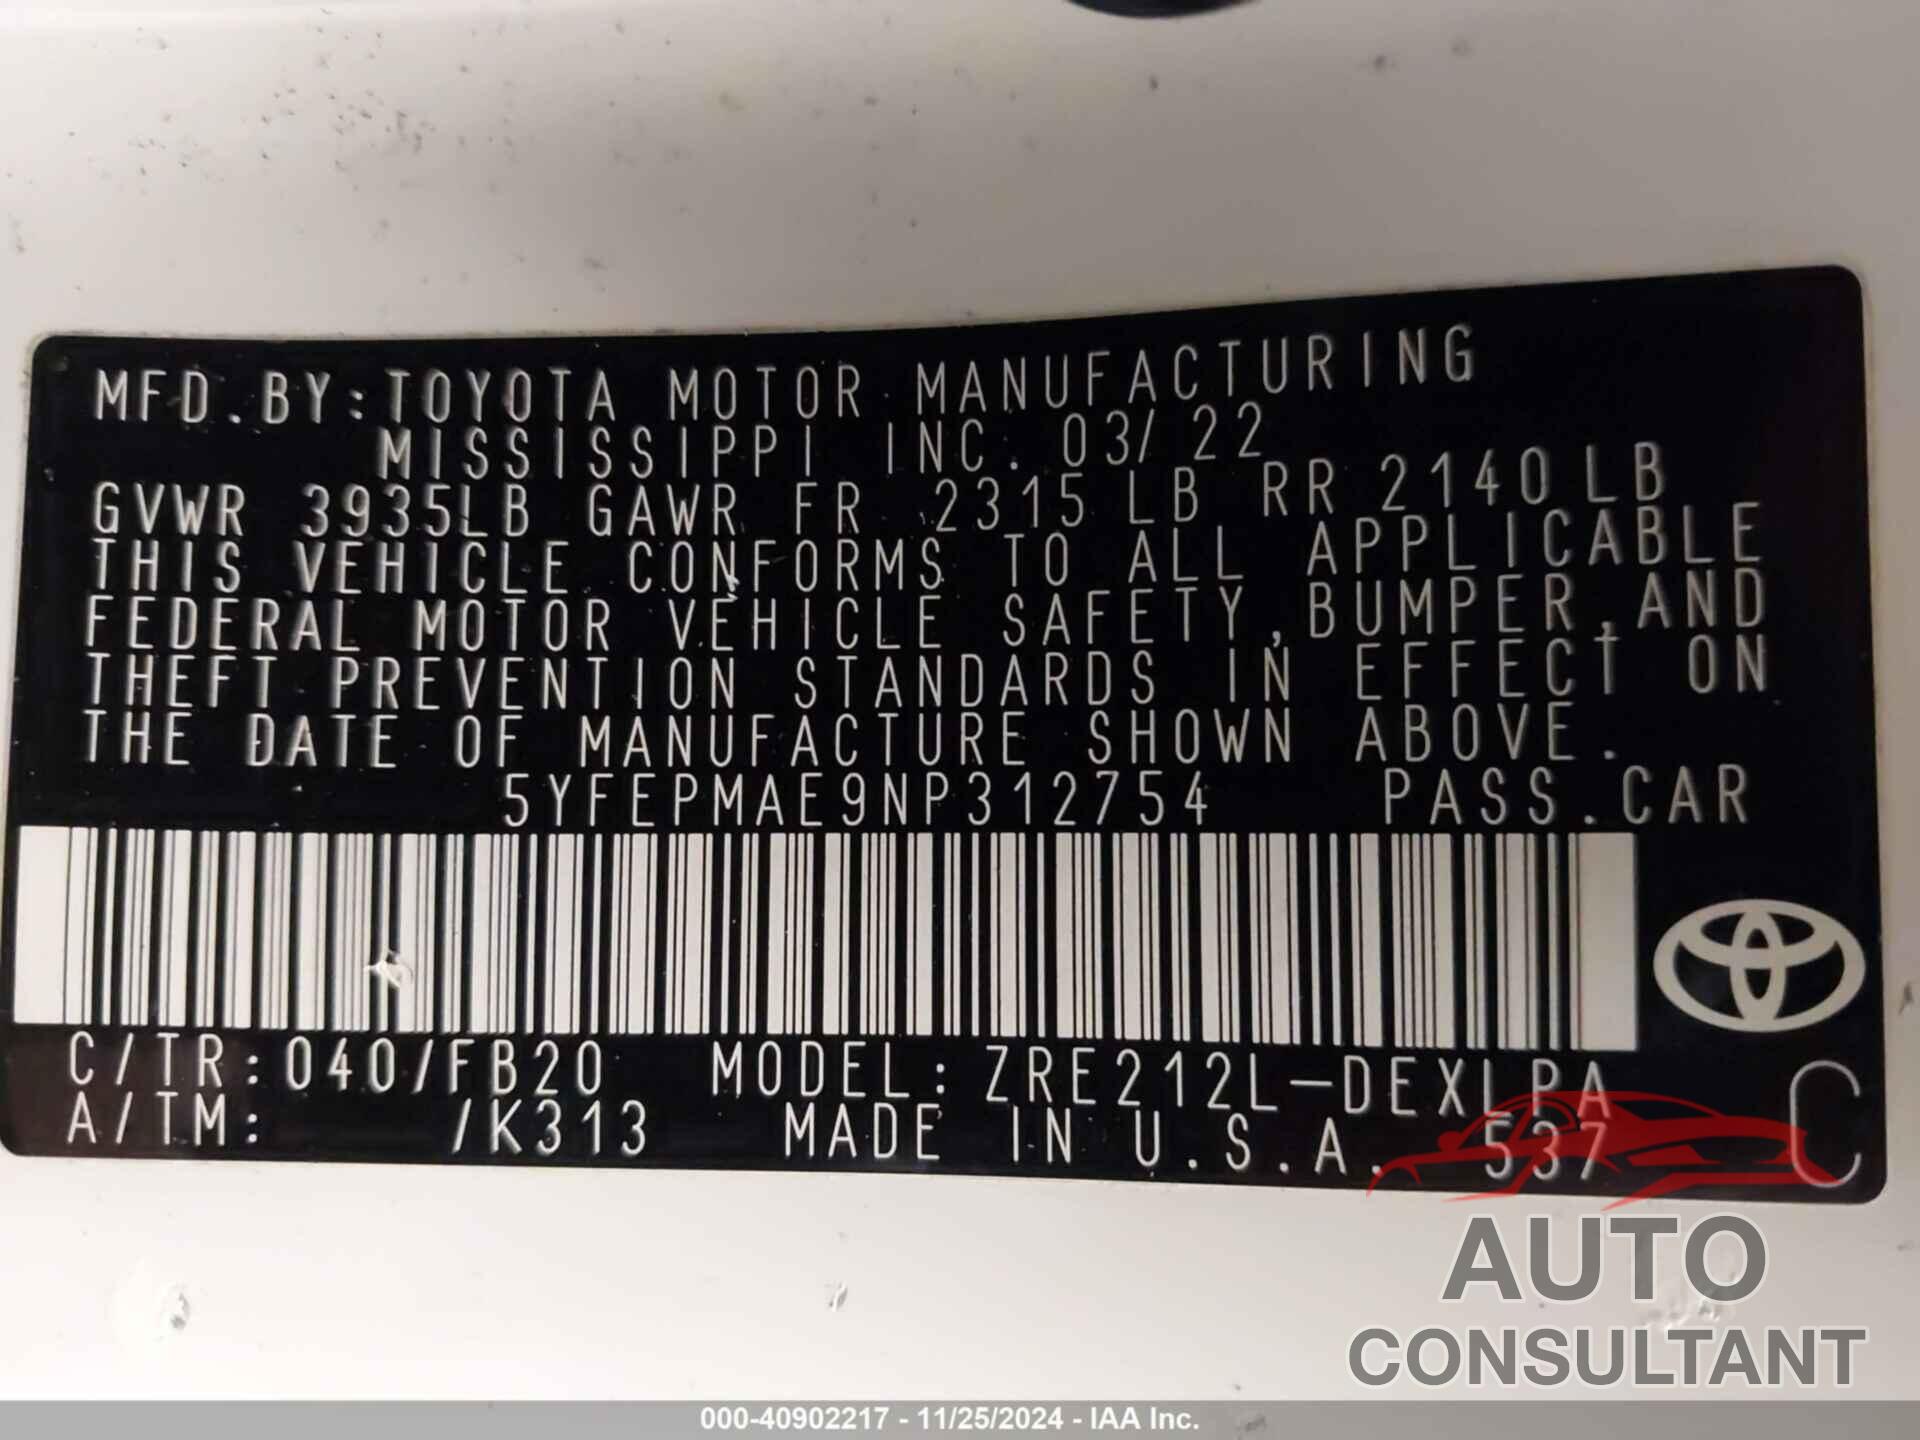 MFD.BY:TOYOTA MOTOR MANUFACTURING
MISSISSIPPI INC. 03/22
GVWR 3935LB GAWR FR 2315LB RR 2140LB
THIS VEHICLE CONFORMS TO ALL APPLICABLE
FEDERAL MOTOR VEHICLE SAFETY,BUMPER,AND
THEFT PREVENTION STANDARDS IN EFFECT ON
THE DATE OF MANUFACTURE SHOWN ABOVE.
5YFEPMAE9NP312754 PASS.CAR
C/TR:040/FB20 MODEL:ZRE212L-DEXLPA
A/TM: /K313 MADE IN U.S.A. 537
C
AUTO
CONSULTANT
000-40902217 - 11/25/2024 - IAA Inc.